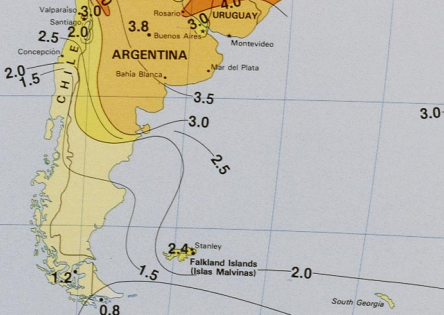 4.0
Valparaíso
3.0
Rosario
3.0
URUGUAY
Santiago
2.5
2.0
3.8
Buenos Aires
Montevideo
Concepción
ARGENTINA
2.0
1.5
CHILE
Bahía Blanca
Mar del Plata
3.5
3.0
3.0
2.5
2.4
Stanley
Falkland Islands
(Islas Malvinas)
1.2
1.5
2.0
South Georgia
0.8